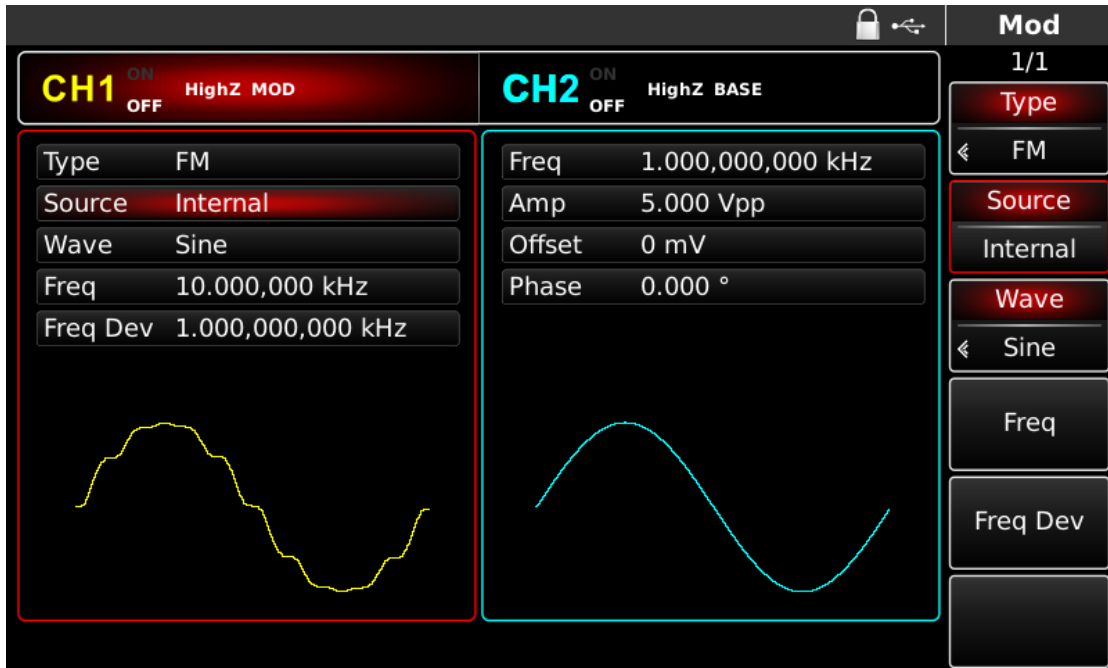 Mod
1/1
CH1 ON OFF HighZ MOD
CH2 ON OFF HighZ BASE
Type FM
Source Internal
Wave Sine
Freq 10.000,000 kHz
Freq Dev 1.000,000,000 kHz
Freq 1.000,000,000 kHz
Amp 5.000 Vpp
Offset 0 mV
Phase 0.000 °
Type
FM
Source
Internal
Wave
Sine
Freq
Freq Dev